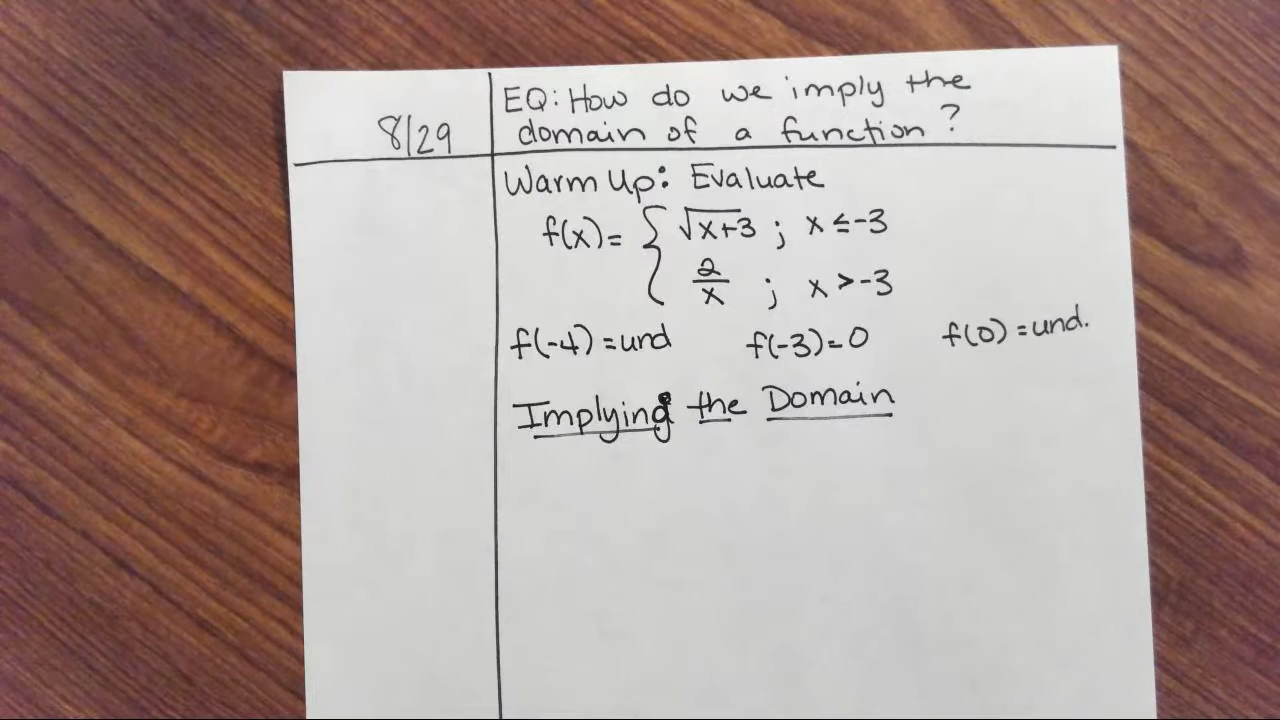 8/29
EQ: How do we imply the
domain of a function?
Warm Up: Evaluate
f(x)= { √x+3 ; x ≤ -3
2/x ; x > -3
f(-4) = und f(-3)=0 f(0) = und.
Implying the Domain